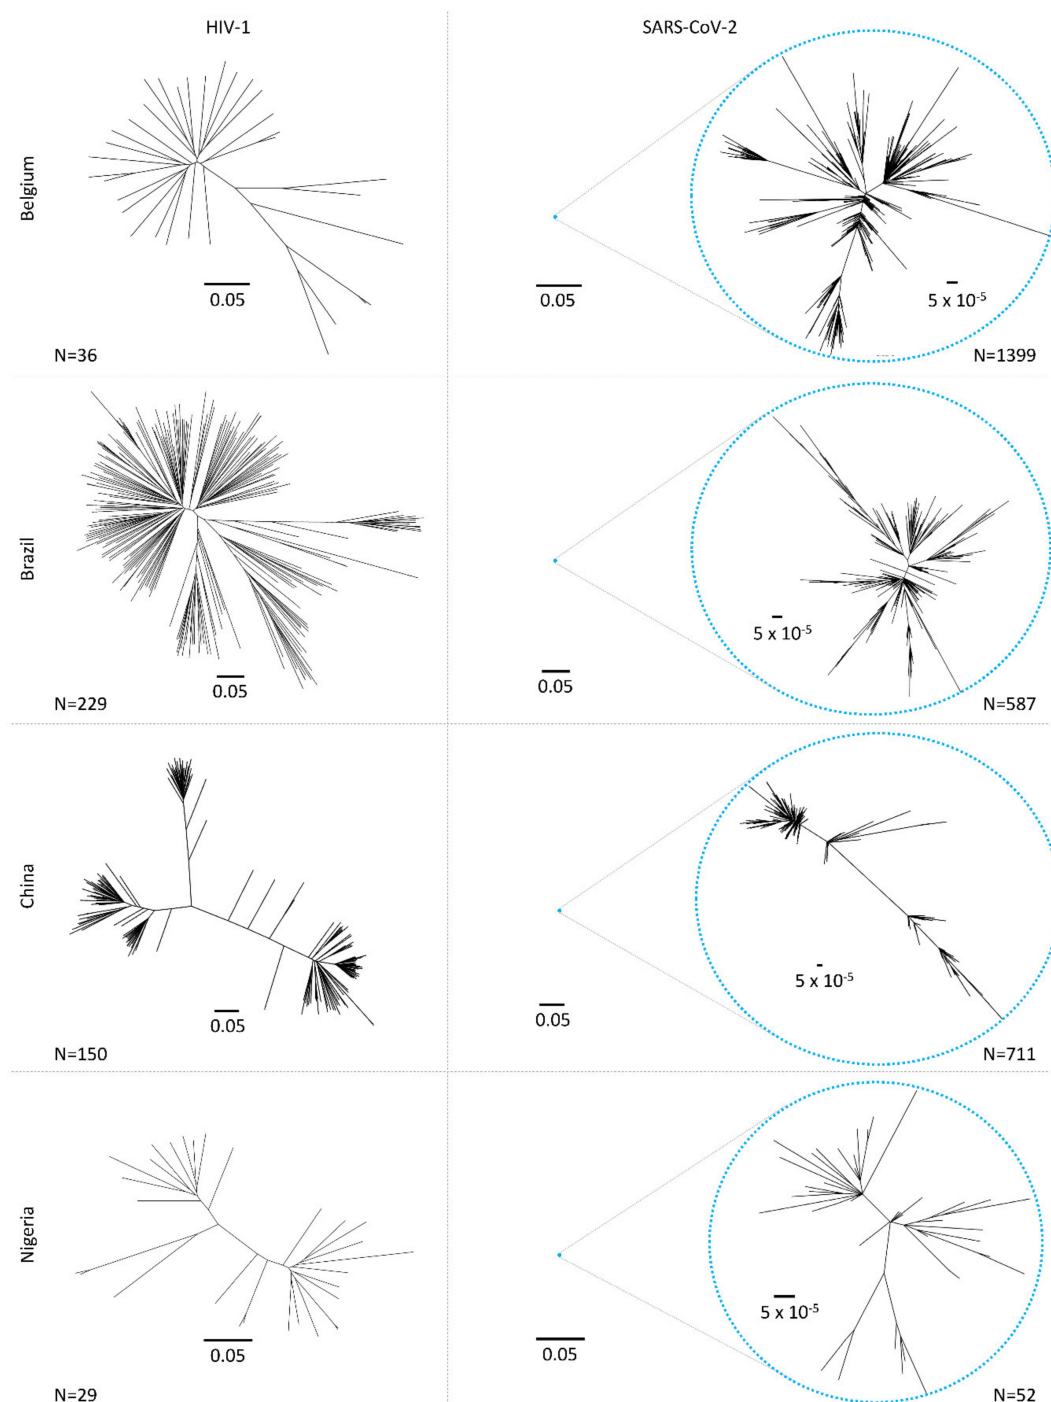 HIV-1
SARS-CoV-2
Belgium
0.05
0.05
5 x 10⁻⁵
N=36
N=1399
Brazil
0.05
0.05
5 x 10⁻⁵
N=229
N=587
China
0.05
0.05
5 x 10⁻⁵
N=150
N=711
Nigeria
0.05
0.05
5 x 10⁻⁵
N=29
N=52